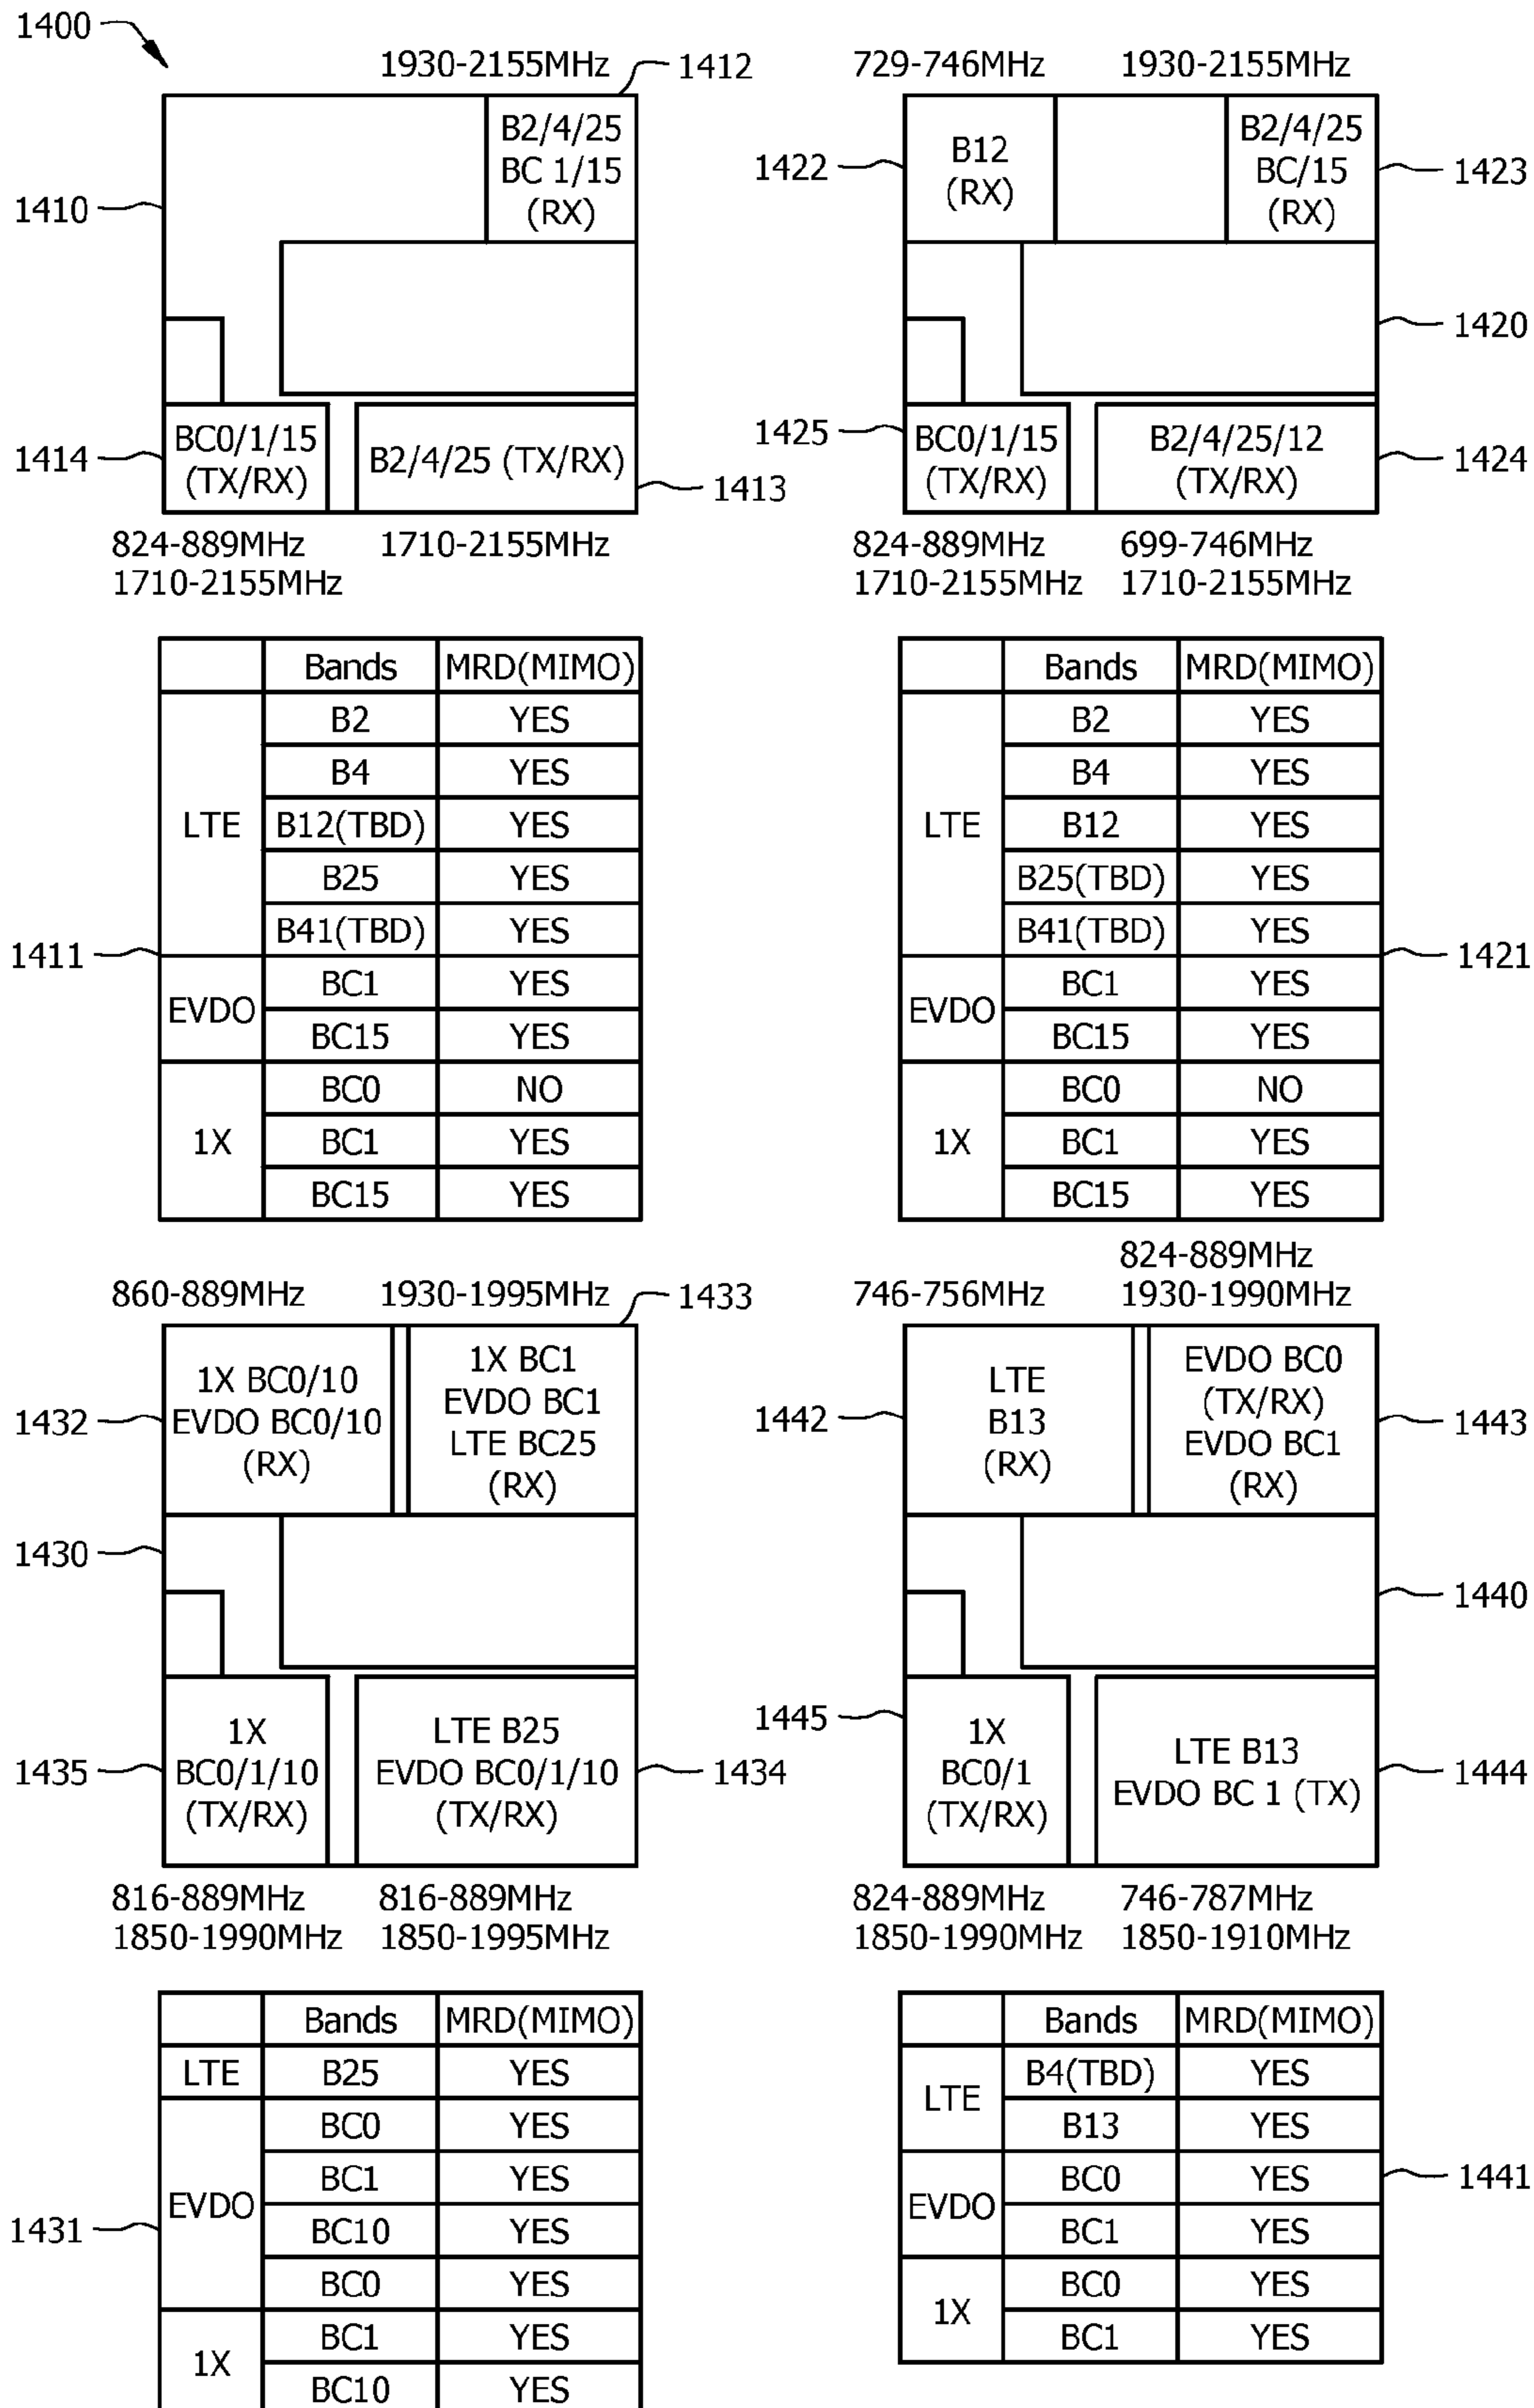 1400
1930-2155MHz
1412
B2/4/25
BC 1/15
(RX)
1410
BC0/1/15
(TX/RX)
1414
B2/4/25 (TX/RX)
1413
824-889MHz
1710-2155MHz
1710-2155MHz
729-746MHz
1930-2155MHz
1422
B12
(RX)
B2/4/25
BC/15
(RX)
1423
1420
1425
BC0/1/15
(TX/RX)
B2/4/25/12
(TX/RX)
1424
824-889MHz
1710-2155MHz
699-746MHz
1710-2155MHz
Bands MRD(MIMO)
LTE
B2 YES
B4 YES
B12(TBD) YES
B25 YES
B41(TBD) YES
1411
EVDO
BC1 YES
BC15 YES
1X
BC0 NO
BC1 YES
BC15 YES
Bands MRD(MIMO)
LTE
B2 YES
B4 YES
B12 YES
B25(TBD) YES
B41(TBD) YES
1421
EVDO
BC1 YES
BC15 YES
1X
BC0 NO
BC1 YES
BC15 YES
860-889MHz
1930-1995MHz
1433
1432
1X BC0/10
EVDO BC0/10
(RX)
1X BC1
EVDO BC1
LTE BC25
(RX)
1430
1435
1X
BC0/1/10
(TX/RX)
LTE B25
EVDO BC0/1/10
(TX/RX)
1434
816-889MHz
1850-1990MHz
816-889MHz
1850-1995MHz
746-756MHz
824-889MHz
1930-1990MHz
1442
LTE
B13
(RX)
EVDO BC0
(TX/RX)
EVDO BC1
(RX)
1443
1440
1445
1X
BC0/1
(TX/RX)
LTE B13
EVDO BC 1 (TX)
1444
824-889MHz
1850-1990MHz
746-787MHz
1850-1910MHz
Bands MRD(MIMO)
LTE B25 YES
EVDO
BC0 YES
BC1 YES
BC10 YES
BC0 YES
1431
1X
BC1 YES
BC10 YES
Bands MRD(MIMO)
LTE
B4(TBD) YES
B13 YES
EVDO
BC0 YES
BC1 YES
1441
1X
BC0 YES
BC1 YES